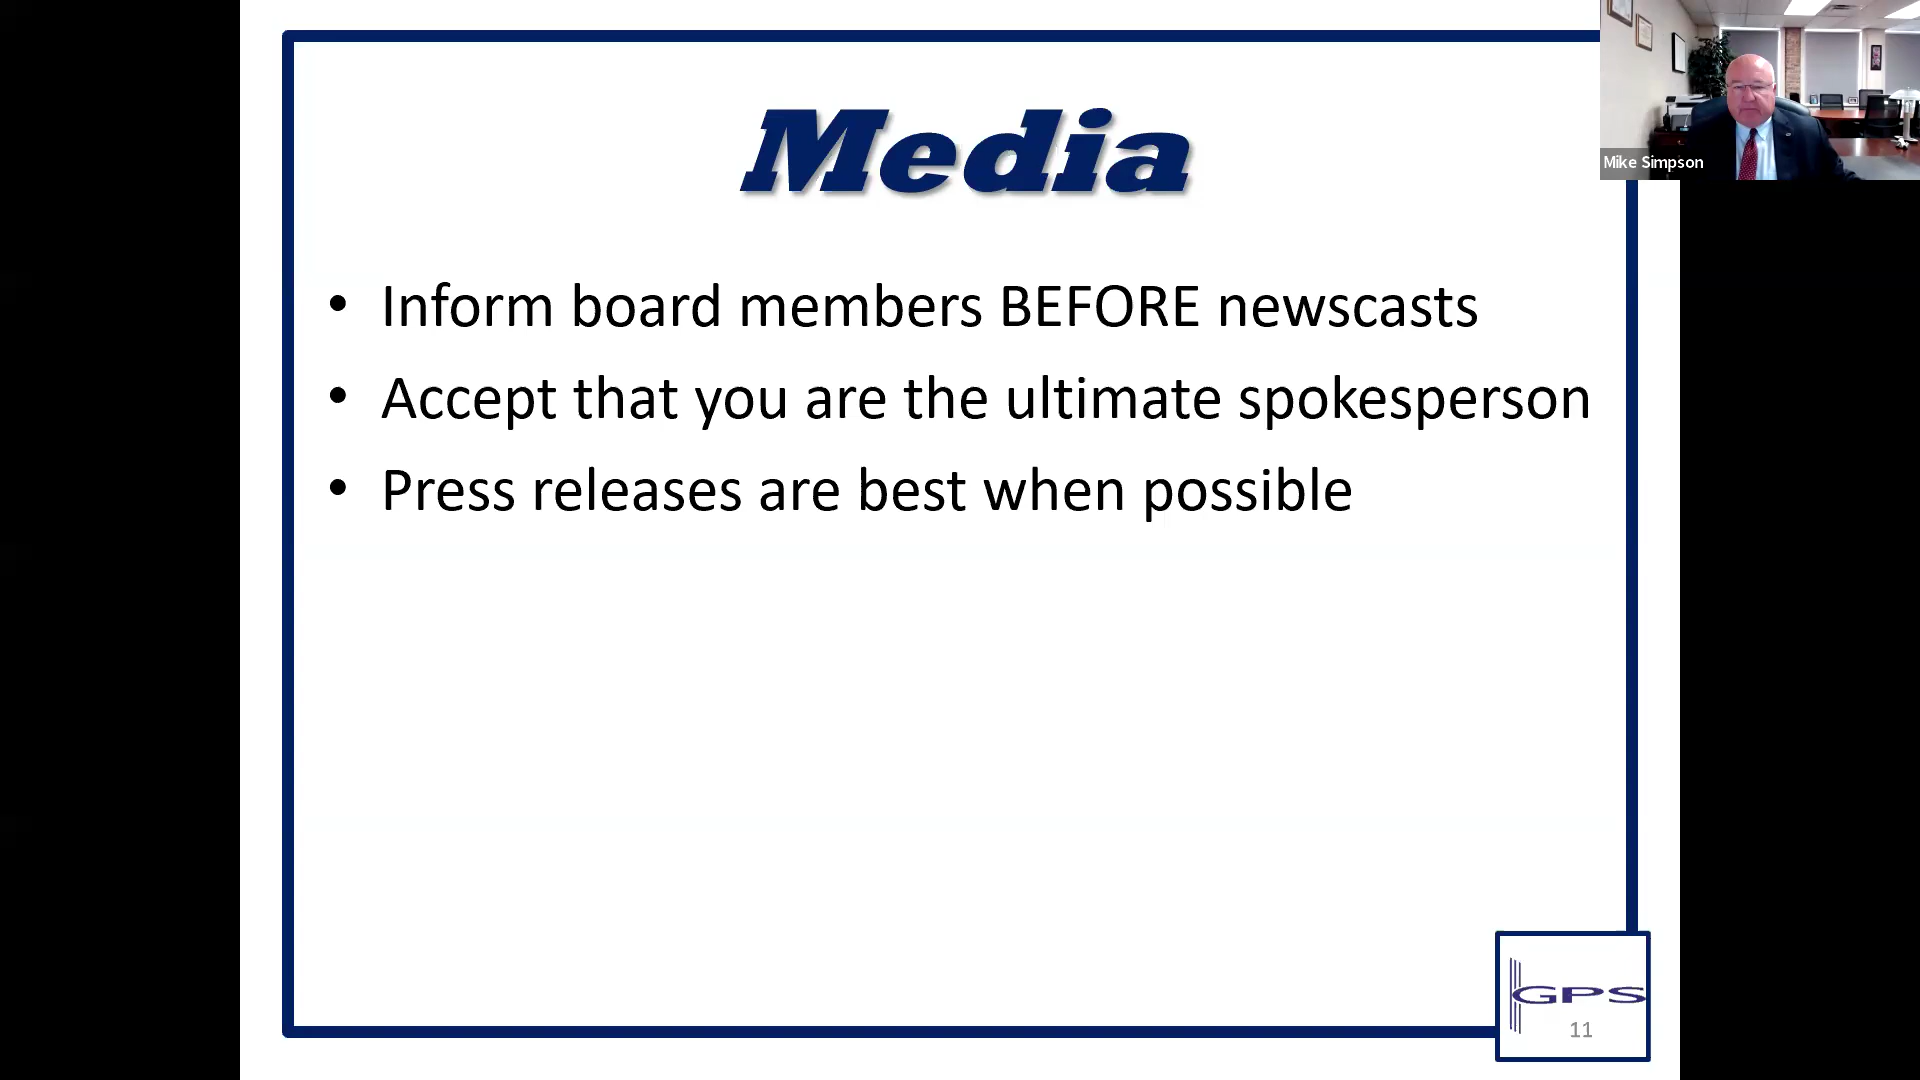 Media
Mike Simpson
• Inform board members BEFORE newscasts
• Accept that you are the ultimate spokesperson
• Press releases are best when possible
GPS
11